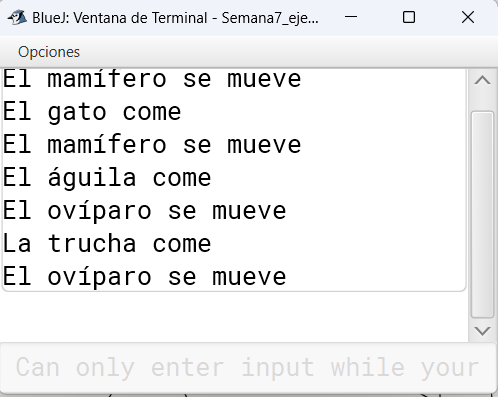 BlueJ: Ventana de Terminal - Semana7_eje...
Opciones
El mamífero se mueve
El gato come
El mamífero se mueve
El águila come
El ovíparo se mueve
La trucha come
El ovíparo se mueve
Can only enter input while your